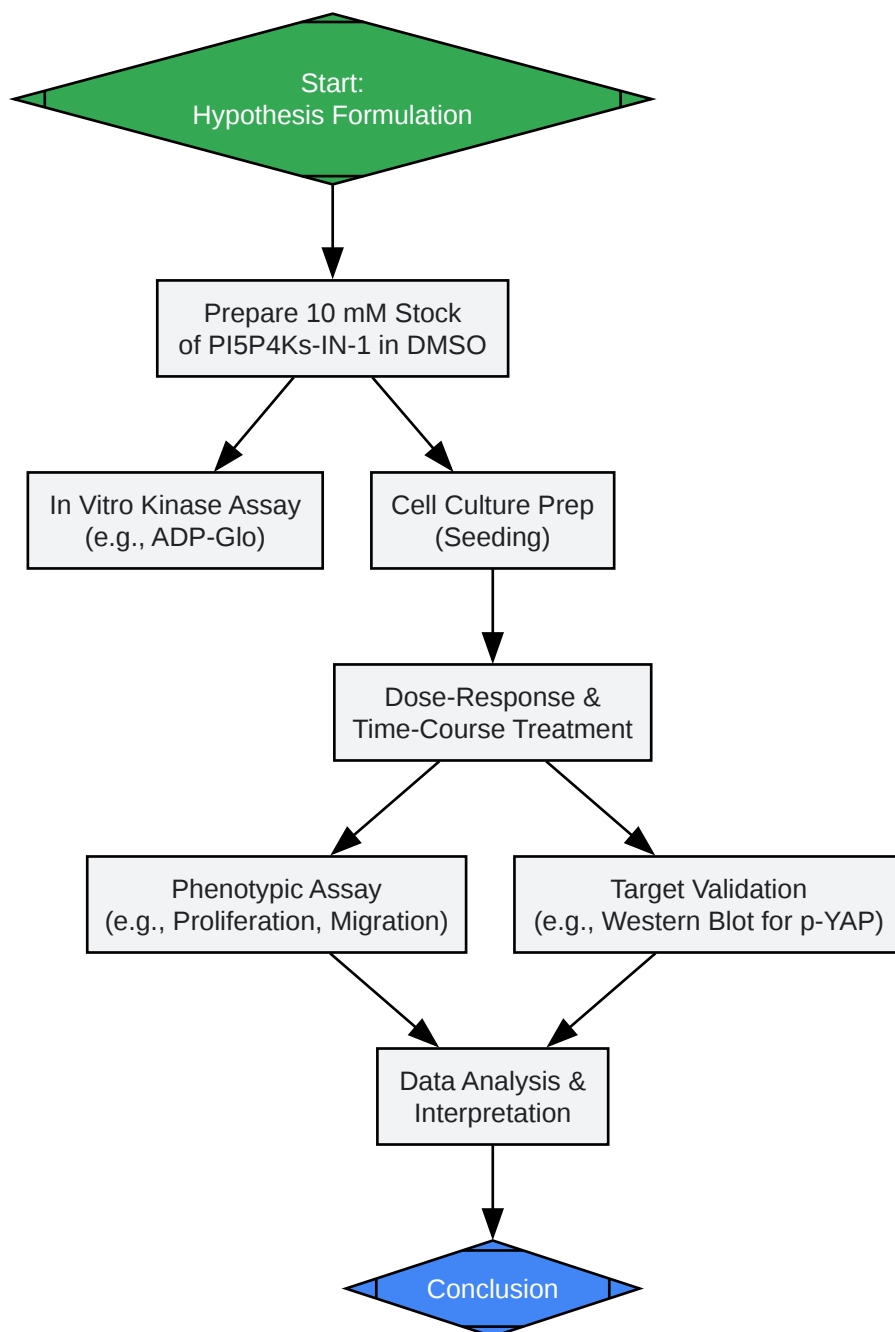 Start:
Hypothesis Formulation
Prepare 10 mM Stock
of PI5P4Ks-IN-1 in DMSO
In Vitro Kinase Assay
(e.g., ADP-Glo)
Cell Culture Prep
(Seeding)
Dose-Response &
Time-Course Treatment
Phenotypic Assay
(e.g., Proliferation, Migration)
Target Validation
(e.g., Western Blot for p-YAP)
Data Analysis &
Interpretation
Conclusion